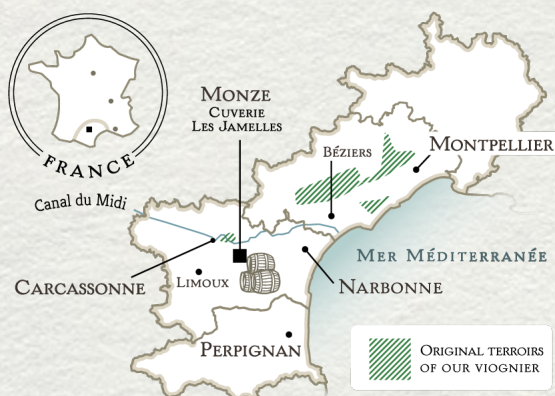 FRANCE
Canal du Midi
MONZE
CUVERIE
LES JAMELLES
BÉZIERS
MONTPELLIER
MER MÉDITERRANÉE
CARCASSONNE
LIMOUX
NARBONNE
PERPIGNAN
ORIGINAL TERROIRS
OF OUR VIOGNIER